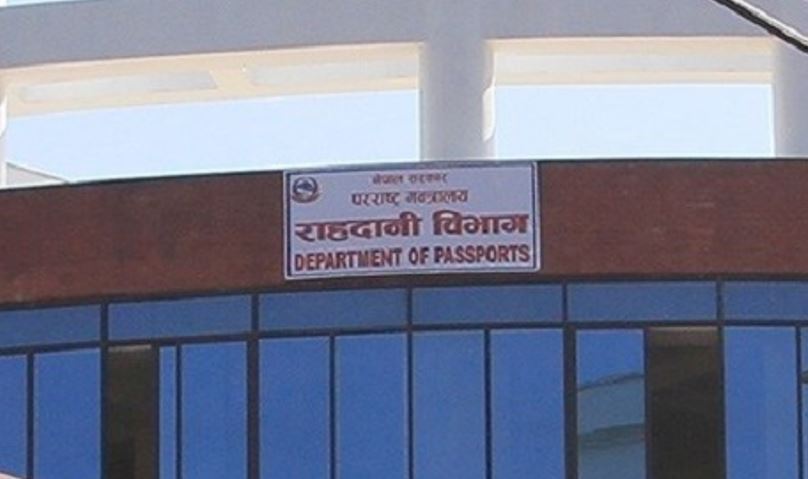 नेपाल सरकार
परराष्ट्र मन्त्रालय
राहदानी विभाग
DEPARTMENT OF PASSPORTS